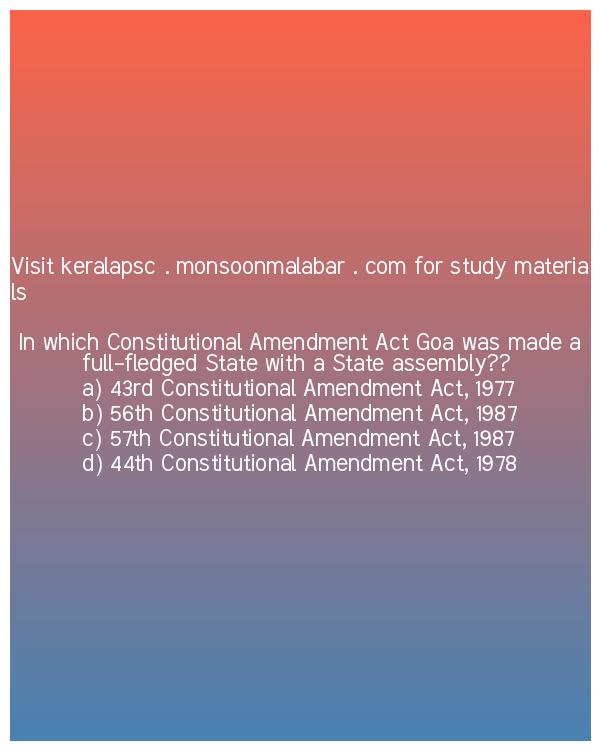 Visit keralapsc . monsoonmalabar . com for study materia
ls
In which Constitutional Amendment Act Goa was made a
full-fledged State with a State assembly??
a) 43rd Constitutional Amendment Act, 1977
b) 56th Constitutional Amendment Act, 1987
c) 57th Constitutional Amendment Act, 1987
d) 44th Constitutional Amendment Act, 1978